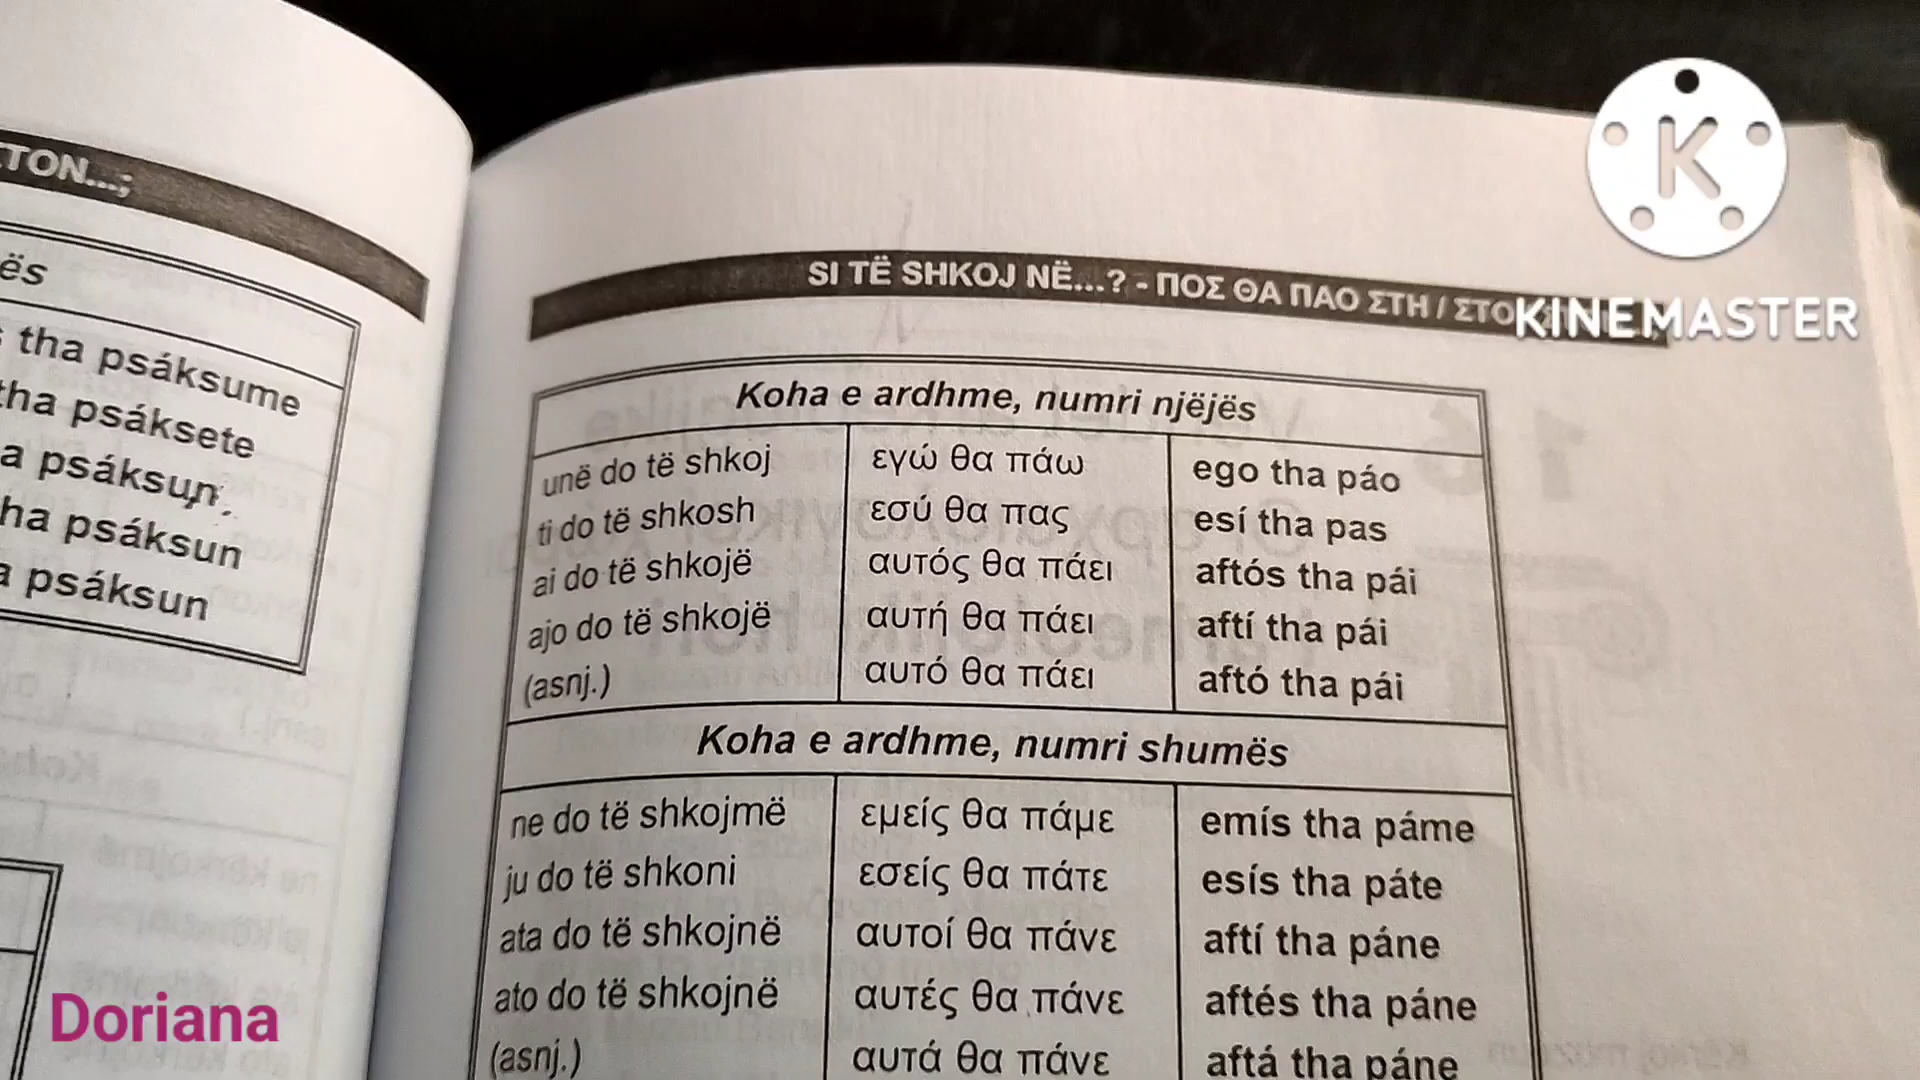 ΤΟΝ...;
ës
tha psáksume
tha psáksete
a psáksun
ha psáksun
a psáksun
SI TË SHKOJ NË...? - ΠΟΣ ΘΑ ΠΑΟ ΣΤΗ / ΣΤΟ
K
KINEMASTER
Koha e ardhme, numri njëjës
unë do të shkoj εγώ θα πάω ego tha páo
ti do të shkosh εσύ θα πας esí tha pas
ai do të shkojë αυτός θα πάει aftós tha pái
ajo do të shkojë αυτή θα πάει aftí tha pái
(asnj.) αυτό θα πάει aftó tha pái
Koha e ardhme, numri shumës
ne do të shkojmë εμείς θα πάμε emís tha páme
ju do të shkoni εσείς θα πάτε esís tha páte
ata do të shkojnë αυτοί θα πάνε aftí tha páne
ato do të shkojnë αυτές θα πάνε aftés tha páne
(asnj.) αυτά θα πάνε aftá tha páne
Doriana